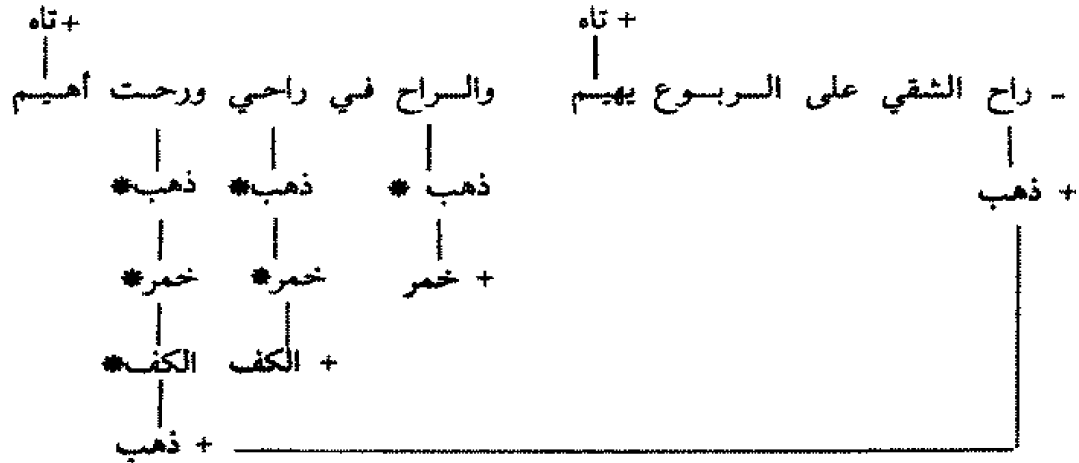 + تاه + تاه
- راح الشقي على الربوع يهيم والراح في راحي ورحت أهيم
+ ذهب ذهب * ذهب* ذهب*
+ خمر خمر* خمر*
+ الكف الكف*
+ ذهب